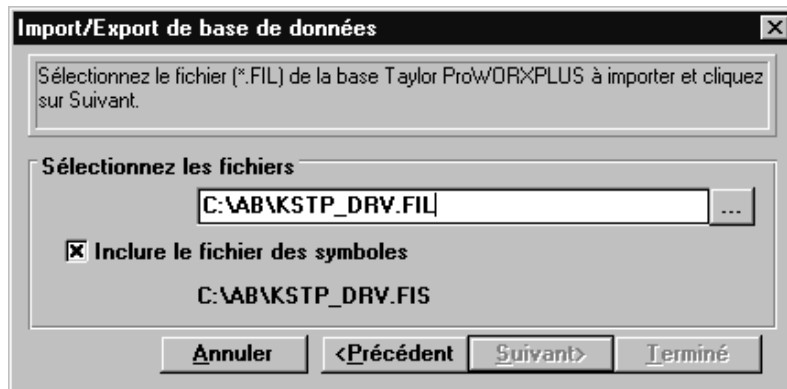 Import/Export de base de données
Sélectionnez le fichier (*.FIL) de la base Taylor ProWORXPLUS à importer et cliquez
sur Suivant.
Sélectionnez les fichiers
C:\AB\KSTP_DRV.FIL
...
Inclure le fichier des symboles
C:\AB\KSTP_DRV.FIS
Annuler <Précédent Suivant> Terminé